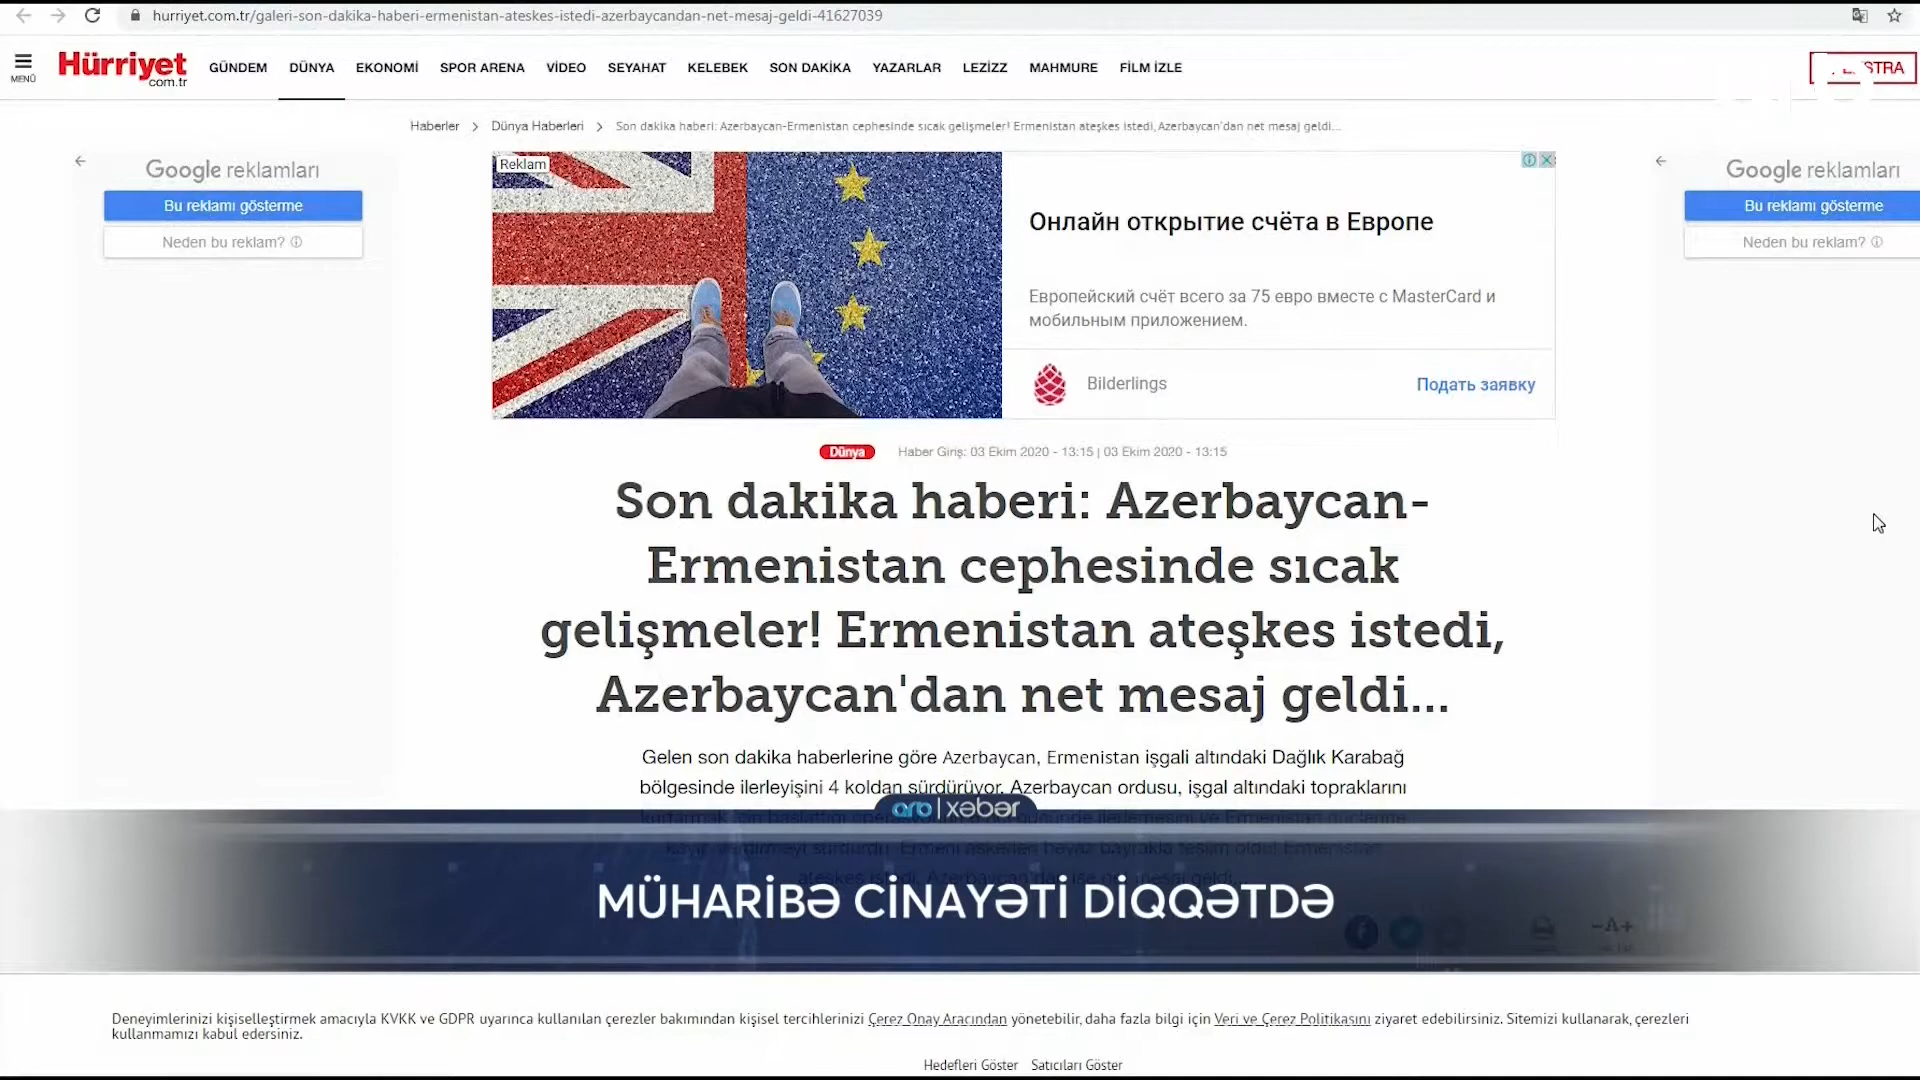 hurriyet.com.tr/galeri-son-dakika-haberi-ermenistan-ateskes-istedi-azerbaycandan-net-mesaj-geldi-41627039
MENÜ
Hürriyet
com.tr
GÜNDEM DÜNYA EKONOMİ SPOR ARENA VİDEO SEYAHAT KELEBEK SON DAKİKA YAZARLAR LEZİZZ MAHMURE FİLM İZLE
Haberler > Dünya Haberleri > Son dakika haberi: Azerbaycan-Ermenistan cephesinde sıcak gelişmeler! Ermenistan ateşkes istedi, Azerbaycan'dan net mesaj geldi...
Google reklamları
Bu reklamı gösterme
Neden bu reklam?
Reklam
Онлайн открытие счёта в Европе
Европейский счёт всего за 75 евро вместе с MasterCard и
мобильным приложением.
Bilderlings
Подать заявку
Google reklamları
Bu reklamı gösterme
Neden bu reklam?
Dünya
Haber Giriş: 03 Ekim 2020 - 13:15 | 03 Ekim 2020 - 13:15
Son dakika haberi: Azerbaycan-
Ermenistan cephesinde sıcak
gelişmeler! Ermenistan ateşkes istedi,
Azerbaycan'dan net mesaj geldi...
Gelen son dakika haberlerine göre Azerbaycan, Ermenistan işgali altındaki Dağlık Karabağ
bölgesinde ilerleyişini 4 koldan sürdürüyor. Azerbaycan ordusu, işgal altındaki topraklarını
arb | xəbər
MÜHARİBƏ CİNAYƏTİ DİQQƏTDƏ
-A+
Deneyimlerinizi kişiselleştirmek amacıyla KVKK ve GDPR uyarınca kullanılan çerezler bakımından kişisel tercihlerinizi Çerez Onay Aracından yönetebilir, daha fazla bilgi için Veri ve Çerez Politikasını ziyaret edebilirsiniz. Sitemizi kullanarak, çerezleri
kullanmamızı kabul edersiniz.
Hedefleri Göster Satıcıları Göster